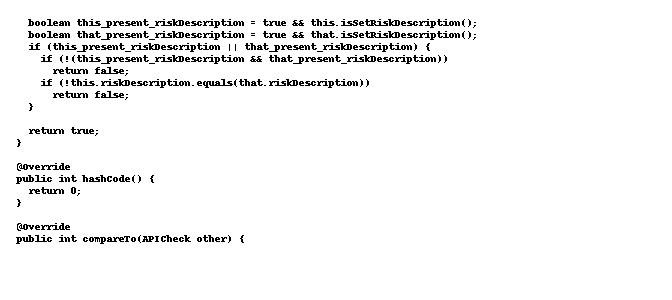 boolean this_present_riskDescription = true && this.isSetRiskDescription();
boolean that_present_riskDescription = true && that.isSetRiskDescription();
if (this_present_riskDescription || that_present_riskDescription) {
if (!(this_present_riskDescription && that_present_riskDescription))
return false;
if (!this.riskDescription.equals(that.riskDescription))
return false;
}
return true;
}
@Override
public int hashCode() {
return 0;
}
@Override
public int compareTo(APICheck other) {